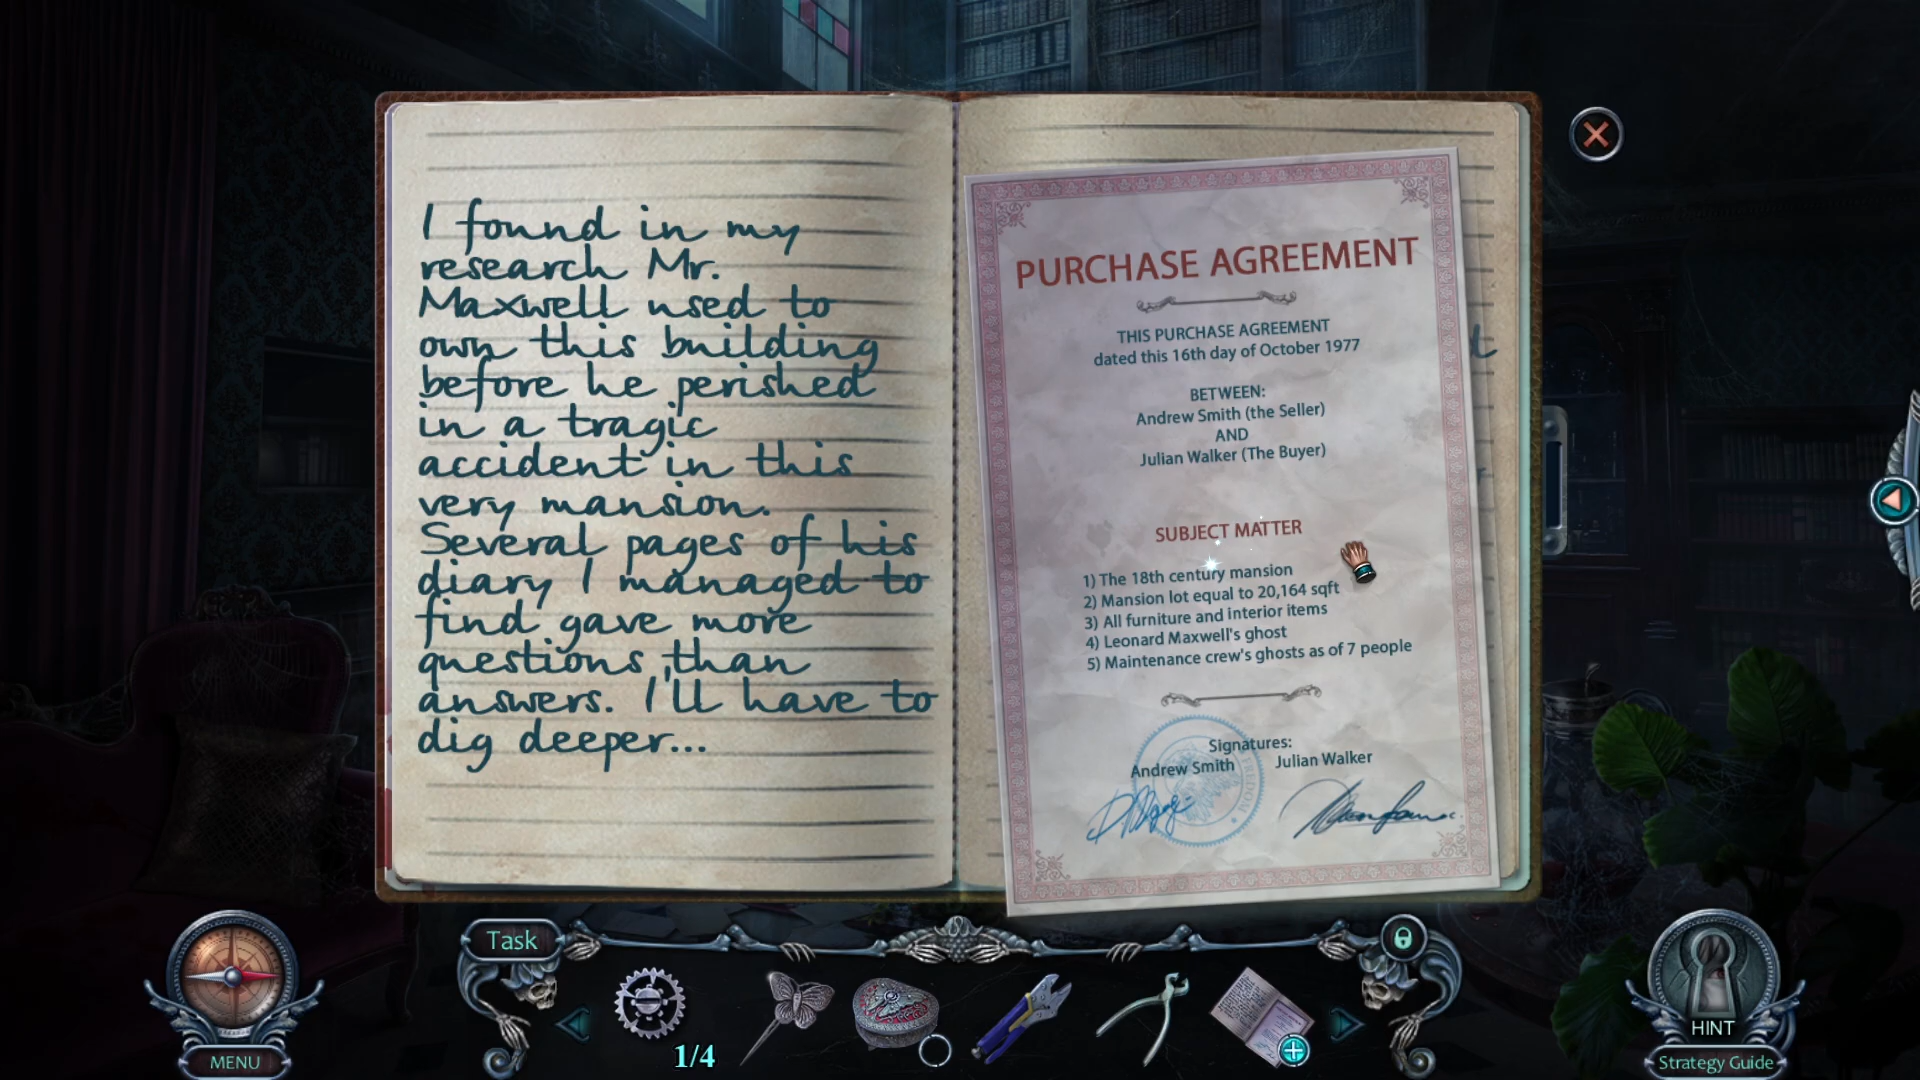 I found in my
research Mr.
Maxwell used to
own this building
before he perished
in a tragic
accident in this
very mansion.
Several pages of his
diary I managed to
find gave more
questions, than
answers. I'll have to
dig deeper...
PURCHASE AGREEMENT
THIS PURCHASE AGREEMENT
dated this 16th day of October 1977
BETWEEN:
Andrew Smith (the Seller)
AND
Julian Walker (The Buyer)
SUBJECT MATTER
1) The 18th century mansion
2) Mansion lot equal to 20,164 sqft
3) All furniture and interior items
4) Leonard Maxwell's ghost
5) Maintenance crew's ghosts as of 7 people
Signatures:
Andrew Smith Julian Walker
Task
1/4
MENU
HINT
Strategy Guide